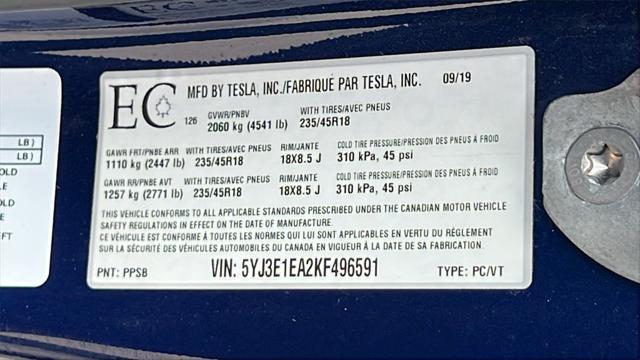 EC
MFD BY TESLA, INC./FABRIQUÉ PAR TESLA, INC. 09/19
126 GVWR/PNBV WITH TIRES/AVEC PNEUS
2060 kg (4541 lb) 235/45R18
GAWR FRT/PNBE ARR WITH TIRES/AVEC PNEUS RIM/JANTE COLD TIRE PRESSURE/PRESSION DES PNEUS À FROID
1110 kg (2447 lb) 235/45R18 18X8.5 J 310 kPa, 45 psi
GAWR RR/PNBE AVT WITH TIRES/AVEC PNEUS RIM/JANTE COLD TIRE PRESSURE/PRESSION DES PNEUS À FROID
1257 kg (2771 lb) 235/45R18 18X8.5 J 310 kPa, 45 psi
THIS VEHICLE CONFORMS TO ALL APPLICABLE STANDARDS PRESCRIBED UNDER THE CANADIAN MOTOR VEHICLE
SAFETY REGULATIONS IN EFFECT ON THE DATE OF MANUFACTURE.
CE VÉHICULE EST CONFORME À TOUTES LES NORMES QUI LUI SONT APPLICABLES EN VERTU DU RÈGLEMENT
SUR LA SÉCURITÉ DES VÉHICULES AUTOMOBILES DU CANADA EN VIGUEUR À LA DATE DE SA FABRICATION.
PNT: PPSB VIN: 5YJ3E1EA2KF496591 TYPE: PC/VT
LB )
LB )